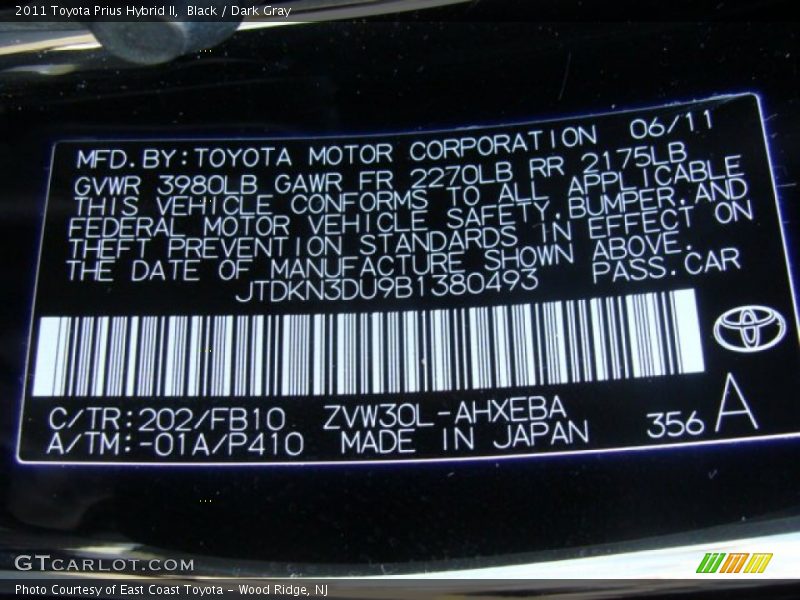 2011 Toyota Prius Hybrid II,  Black / Dark Gray
MFD.BY:TOYOTA MOTOR CORPORATION 06/11
GVWR 3980LB GAWR FR 2270LB RR 2175LB
THIS VEHICLE CONFORMS TO ALL APPLICABLE
FEDERAL MOTOR VEHICLE SAFETY,BUMPER,AND
THEFT PREVENTION STANDARDS IN EFFECT ON
THE DATE OF MANUFACTURE SHOWN ABOVE.
JTDKN3DU9B1380493 PASS.CAR
C/TR:202/FB10 ZVW30L-AHXEBA
A/TM:-01A/P410 MADE IN JAPAN 356 A
GTCARLOT.COM
Photo Courtesy of East Coast Toyota – Wood Ridge, NJ